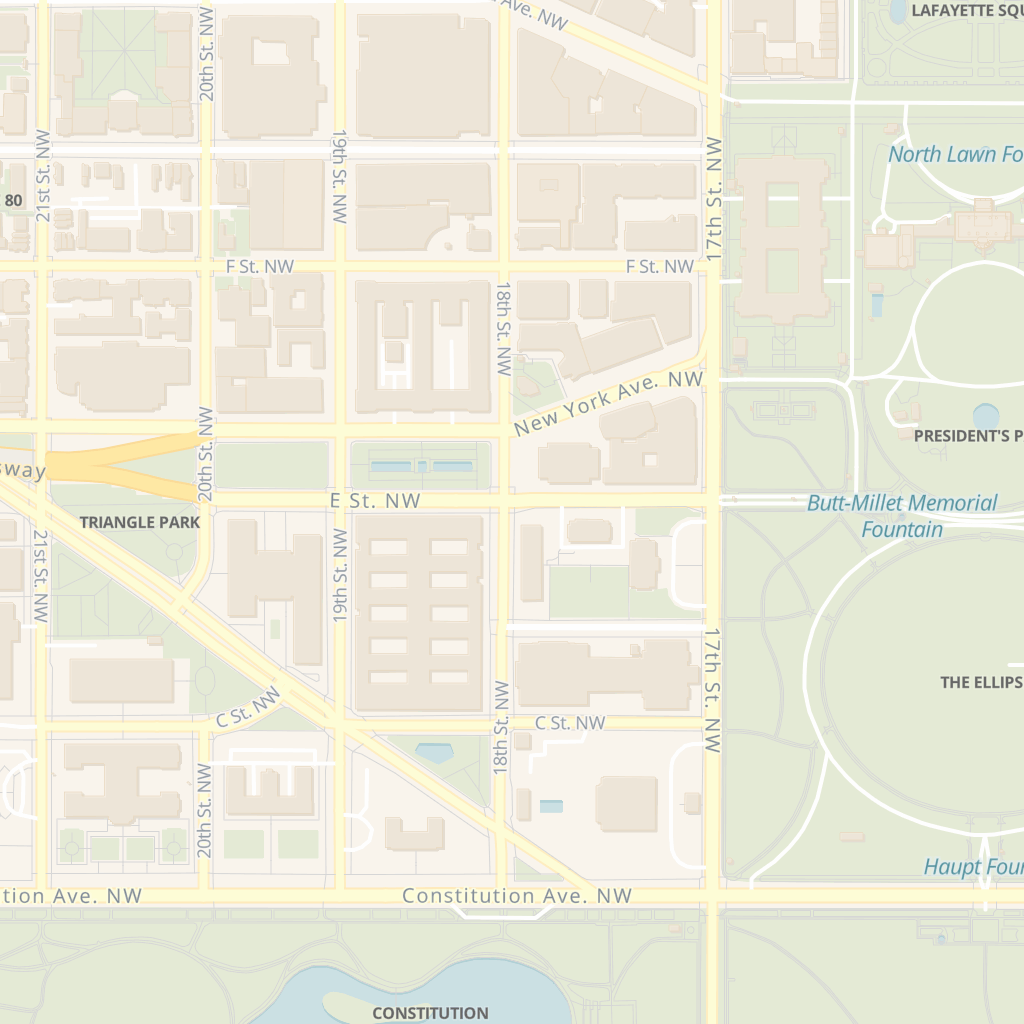 Ave. NW
LAFAYETTE SQU
20th St. NW
21st St. NW
19th St. NW
17th St. NW
North Lawn Fo
80
F St. NW
F St. NW
18th St. NW
New York Ave. NW
PRESIDENT'S P
20th St. NW
sway
E St. NW
Butt-Millet Memorial
Fountain
TRIANGLE PARK
21st St. NW
19th St. NW
17th St. NW
THE ELLIPS
C St. NW
C St. NW
18th St. NW
20th St. NW
Haupt Foun
tion Ave. NW
Constitution Ave. NW
CONSTITUTION